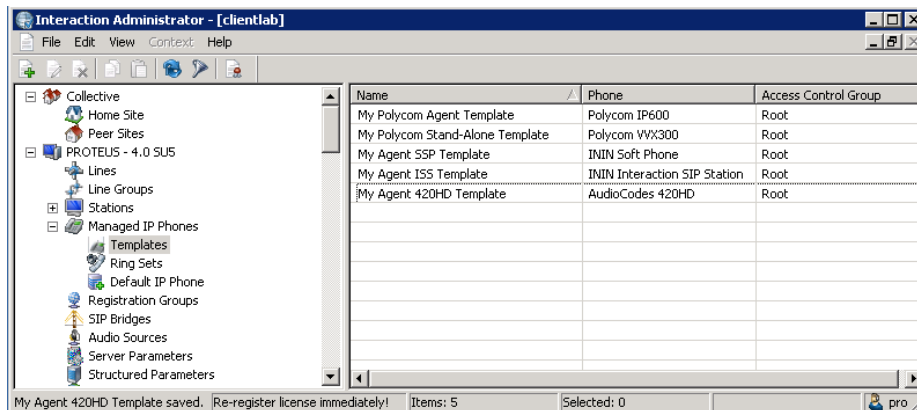 Interaction Administrator - [clientlab]
File Edit View Context Help
Collective
Home Site
Peer Sites
PROTEUS - 4.0 SU5
Lines
Line Groups
Stations
Managed IP Phones
Templates
Ring Sets
Default IP Phone
Registration Groups
SIP Bridges
Audio Sources
Server Parameters
Structured Parameters
Name Phone Access Control Group
My Polycom Agent Template Polycom IP600 Root
My Polycom Stand-Alone Template Polycom VVX300 Root
My Agent SSP Template ININ Soft Phone Root
My Agent ISS Template ININ Interaction SIP Station Root
My Agent 420HD Template AudioCodes 420HD Root
My Agent 420HD Template saved. Re-register license immediately! Items: 5 Selected: 0 pro